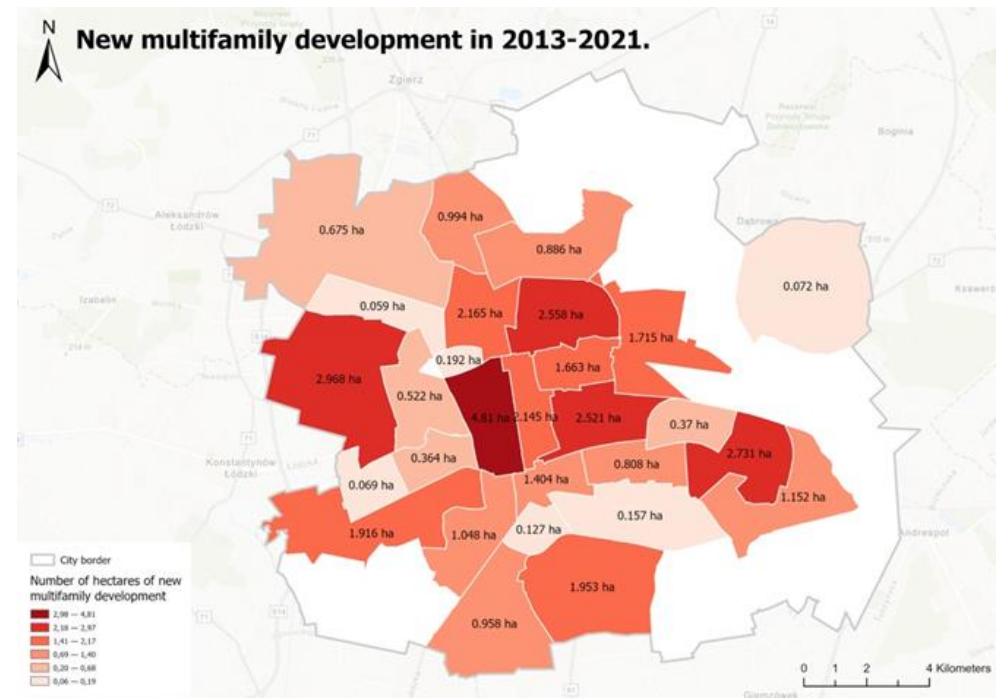 N
New multifamily development in 2013-2021.
Zgierz
14
71
Boginia
72
Aleksandrów
Łódzki
0.675 ha
0.994 ha
0.886 ha
Dąbrowa
0.072 ha
Izabelin
0.059 ha
2.165 ha
2.558 ha
1.715 ha
0.192 ha
1.663 ha
2.968 ha
0.522 ha
4.81 ha
2.145 ha
2.521 ha
0.37 ha
2.731 ha
Konstantynów
Łódzki
0.364 ha
0.808 ha
0.069 ha
1.404 ha
1.152 ha
0.157 ha
1.916 ha
1.048 ha
0.127 ha
Andrespol
1.953 ha
0.958 ha
City border
Number of hectares of new
multifamily development
2,98 — 4,81
2,18 — 2,97
1,41 — 2,17
0,69 — 1,40
0,20 — 0,68
0,06 — 0,19
0 1 2 4 Kilometers